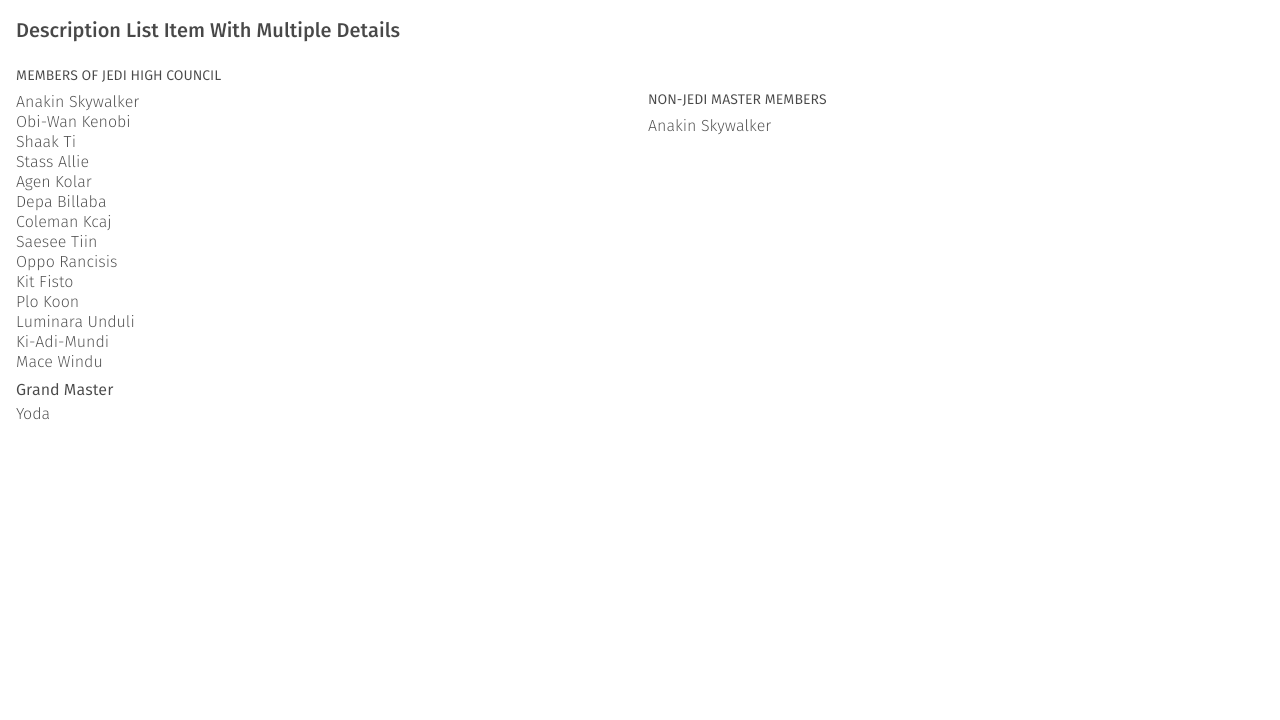 Description List Item With Multiple Details
MEMBERS OF JEDI HIGH COUNCIL
Anakin Skywalker
Obi-Wan Kenobi
Shaak Ti
Stass Allie
Agen Kolar
Depa Billaba
Coleman Kcaj
Saesee Tiin
Oppo Rancisis
Kit Fisto
Plo Koon
Luminara Unduli
Ki-Adi-Mundi
Mace Windu
Grand Master
Yoda
NON-JEDI MASTER MEMBERS
Anakin Skywalker